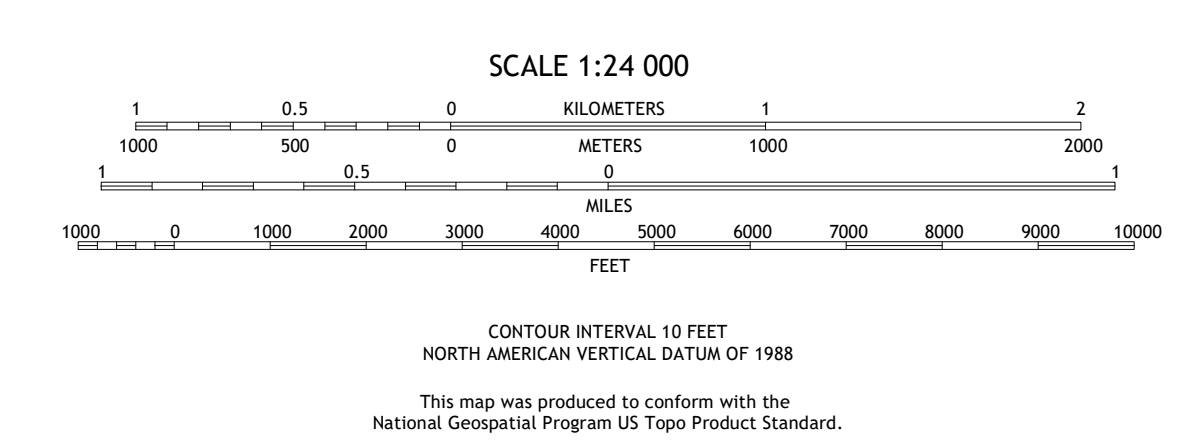 SCALE 1:24 000
1 0.5 0 KILOMETERS 1 2
1000 500 0 METERS 1000 2000
1 0.5 0 1
MILES
1000 0 1000 2000 3000 4000 5000 6000 7000 8000 9000 10000
FEET
CONTOUR INTERVAL 10 FEET
NORTH AMERICAN VERTICAL DATUM OF 1988
This map was produced to conform with the
National Geospatial Program US Topo Product Standard.